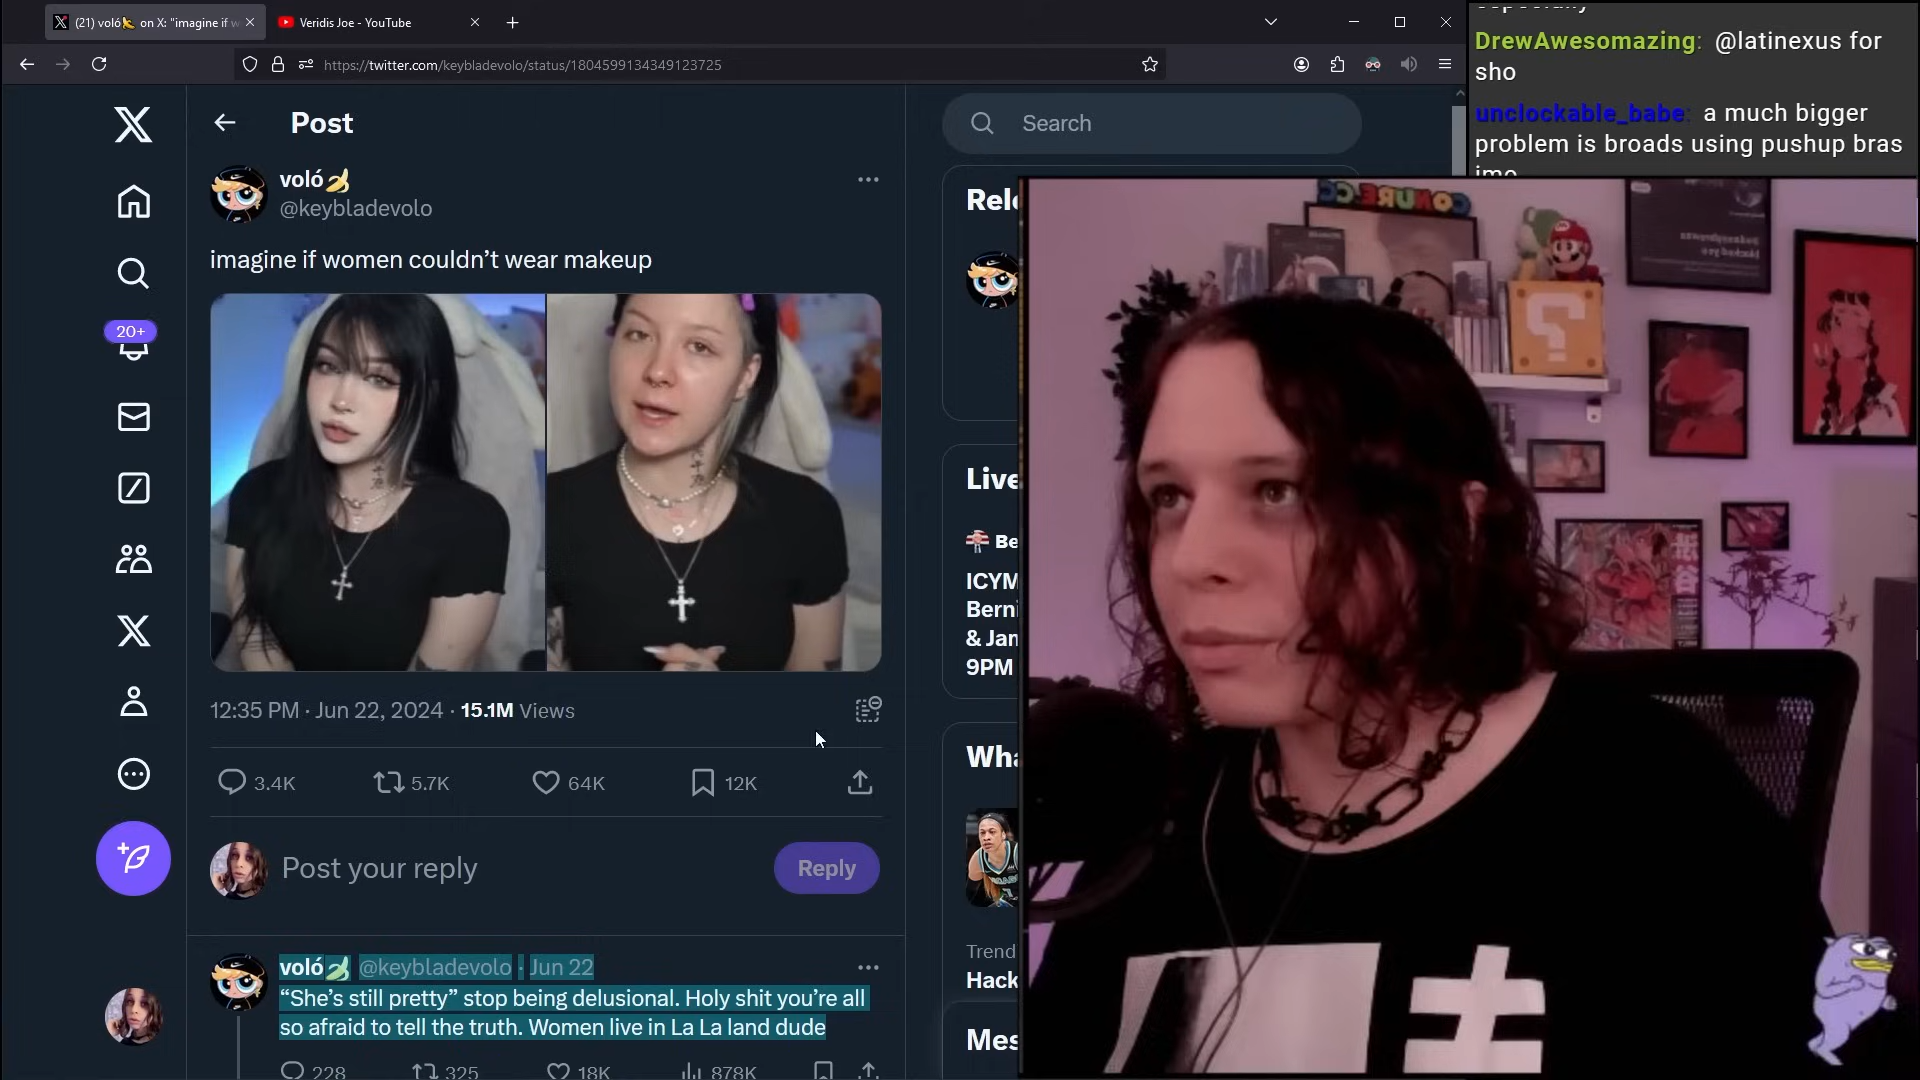 (21) voló🍌 on X: "imagine if w
Veridis Joe - YouTube
https://twitter.com/keybladevolo/status/1804599134349123725
DrewAwesomazing: @latinexus for
sho
unclockable_babe: a much bigger
problem is broads using pushup bras
imo
Post
Search
voló🍌
@keybladevolo
imagine if women couldn’t wear makeup
20+
12:35 PM · Jun 22, 2024 · 15.1M Views
3.4K
5.7K
64K
12K
Post your reply
Reply
voló🍌 @keybladevolo · Jun 22
“She’s still pretty” stop being delusional. Holy shit you’re all
so afraid to tell the truth. Women live in La La land dude
228
325
18K
878K
Rele
Live
Be
ICYM
Berni
& Jan
9PM
Wha
Trend
Hack
Mes